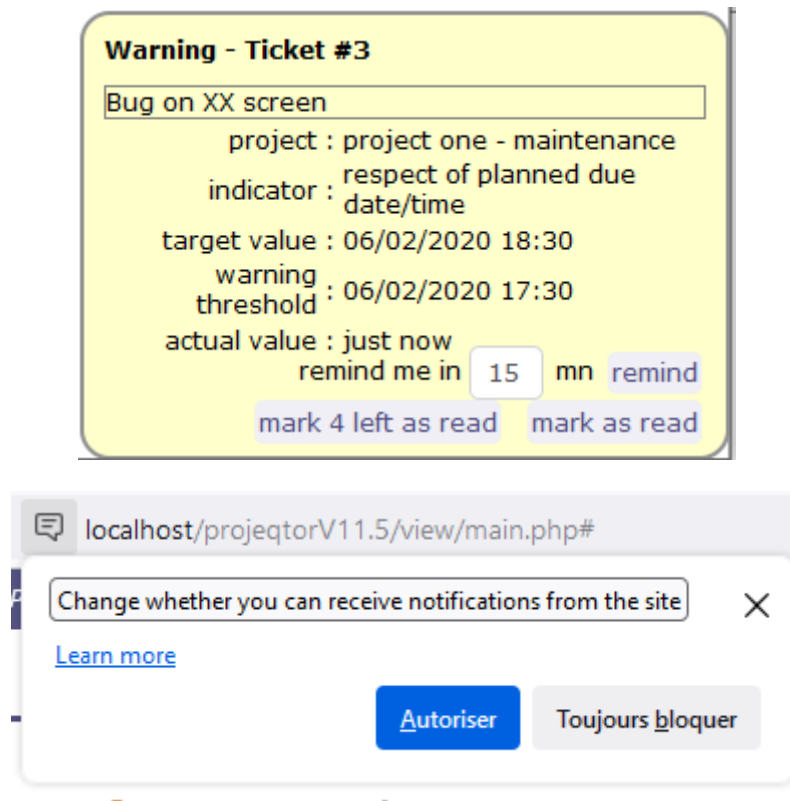 Warning - Ticket #3
Bug on XX screen
project : project one - maintenance
indicator : respect of planned due
date/time
target value : 06/02/2020 18:30
warning
threshold : 06/02/2020 17:30
actual value : just now
remind me in 15 mn remind
mark 4 left as read mark as read
localhost/projeqtorV11.5/view/main.php#
Change whether you can receive notifications from the site
Learn more
Autoriser Toujours bloquer